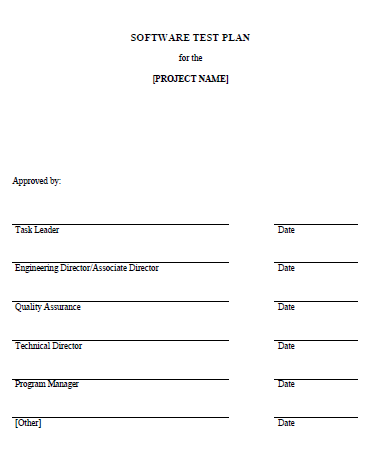 SOFTWARE TEST PLAN
for the
[PROJECT NAME]
Approved by:
Task Leader Date
Engineering Director/Associate Director Date
Quality Assurance Date
Technical Director Date
Program Manager Date
[Other] Date